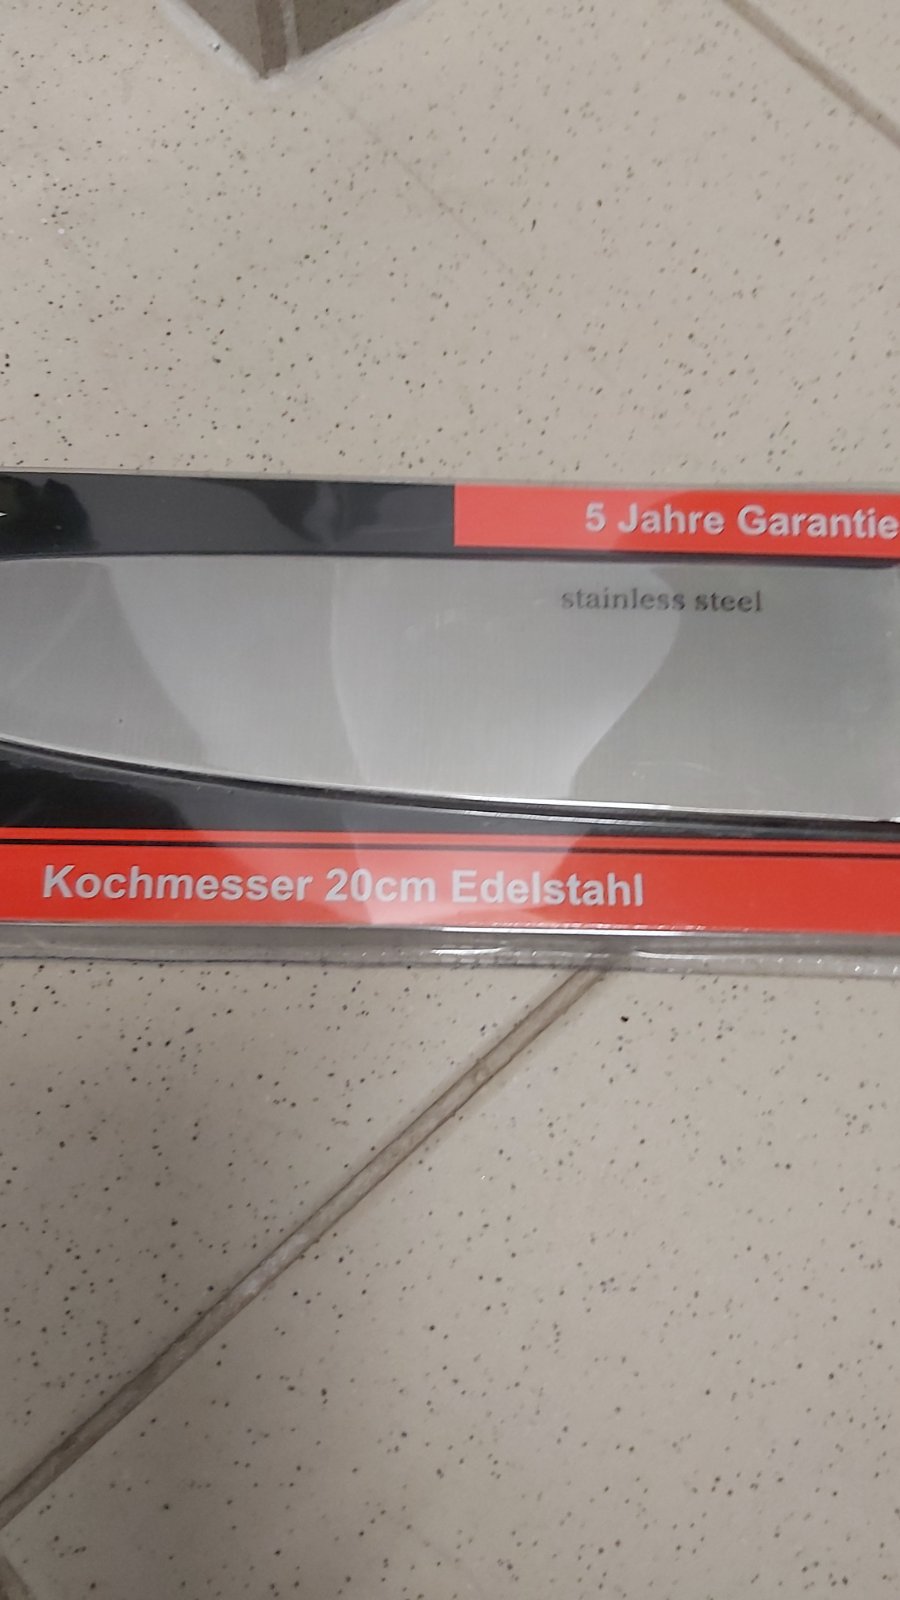 5 Jahre Garantie
stainless steel
Kochmesser 20cm Edelstahl